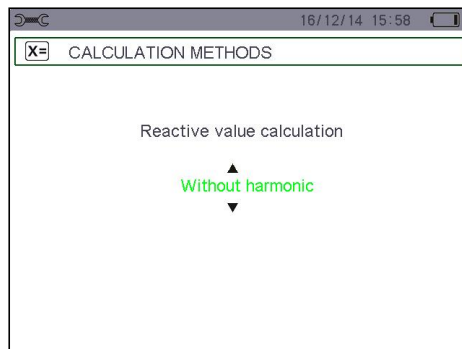 16/12/14 15:58
X= CALCULATION METHODS
Reactive value calculation
Without harmonic